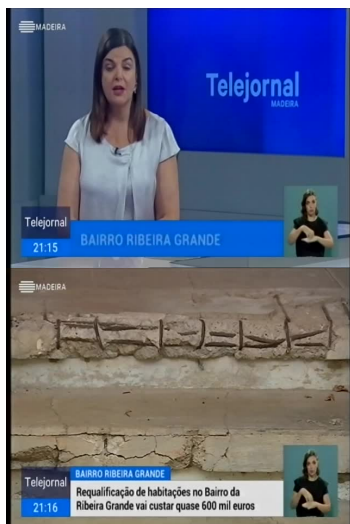 MADEIRA
Telejornal
MADEIRA
Telejornal
21:15
BAIRRO RIBEIRA GRANDE
MADEIRA
BAIRRO RIBEIRA GRANDE
Telejornal
Requalificação de habitações no Bairro da
21:16
Ribeira Grande vai custar quase 600 mil euros